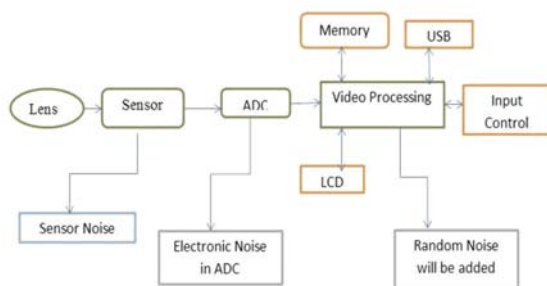 Memory
USB
Lens
Sensor
ADC
Video Processing
Input
Control
LCD
Sensor Noise
Electronic Noise
in ADC
Random Noise
will be added